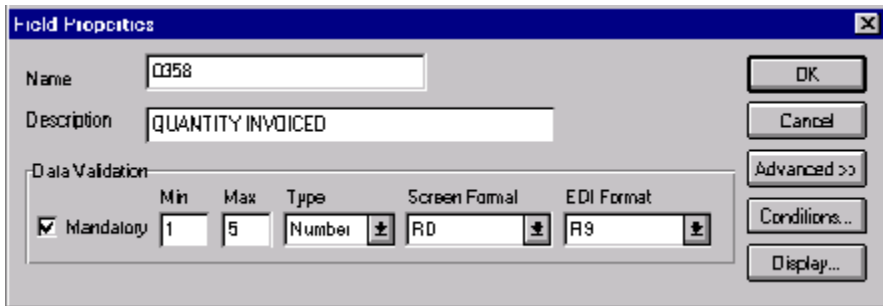 Field Properties
Name
0358
OK
Description
QUANTITY INVOICED
Cancel
Data Validation
Advanced >>
Min Max Type Screen Format EDI Format
Mandatory 1 5 Number R0 R9
Conditions...
Display...